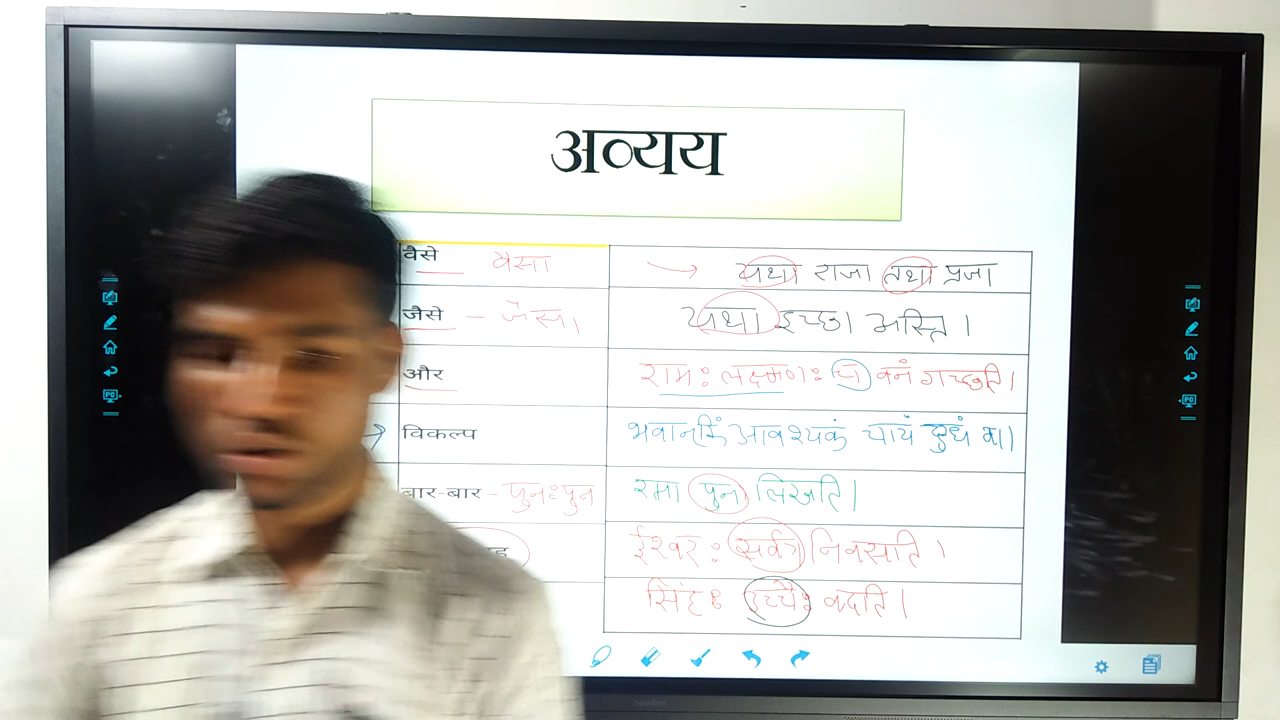 अव्यय
वैसे वैसा → यथा राजा तथा प्रजा
जैसे - जैसा यथा इच्छा अस्ति ।
और रामः लक्ष्मणः च वनं गच्छति ।
विकल्प आवश्यकं चायं दुग्धं वा ।
बार-बार - पुनःपुन रमा पुन लिखति ।
ईश्वरः सर्वत्र निवसति ।
सिंहः उच्चैः वदति ।
newline